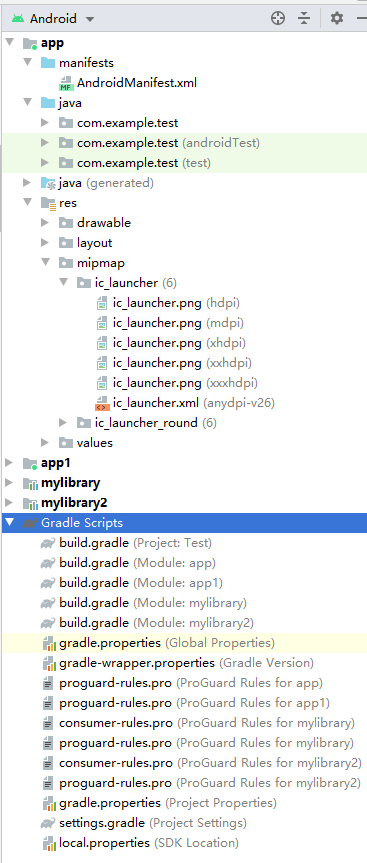 Android
app
manifests
AndroidManifest.xml
java
com.example.test
com.example.test (androidTest)
com.example.test (test)
java (generated)
res
drawable
layout
mipmap
ic_launcher (6)
ic_launcher.png (hdpi)
ic_launcher.png (mdpi)
ic_launcher.png (xhdpi)
ic_launcher.png (xxhdpi)
ic_launcher.png (xxxhdpi)
ic_launcher.xml (anydpi-v26)
ic_launcher_round (6)
values
app1
mylibrary
mylibrary2
Gradle Scripts
build.gradle (Project: Test)
build.gradle (Module: app)
build.gradle (Module: app1)
build.gradle (Module: mylibrary)
build.gradle (Module: mylibrary2)
gradle.properties (Global Properties)
gradle-wrapper.properties (Gradle Version)
proguard-rules.pro (ProGuard Rules for app)
proguard-rules.pro (ProGuard Rules for app1)
consumer-rules.pro (ProGuard Rules for mylibrary)
proguard-rules.pro (ProGuard Rules for mylibrary)
consumer-rules.pro (ProGuard Rules for mylibrary2)
proguard-rules.pro (ProGuard Rules for mylibrary2)
gradle.properties (Project Properties)
settings.gradle (Project Settings)
local.properties (SDK Location)